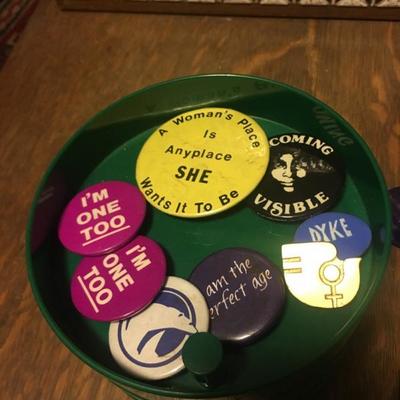 A Woman's Place
Is
Anyplace
SHE
Wants It To Be
COMING
VISIBLE
I'M
ONE
TOO
I'M
ONE
TOO
DYKE
am the
perfect age